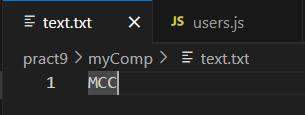 text.txt JS users.js
pract9 > myComp > text.txt
1 MCC